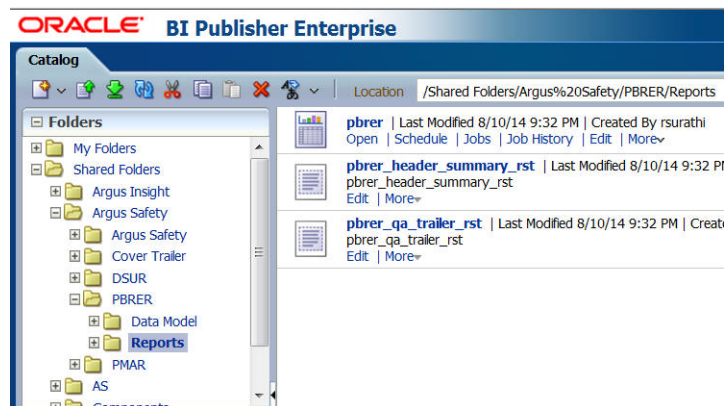 ORACLE BI Publisher Enterprise
Catalog
Location /Shared Folders/Argus%20Safety/PBRER/Reports
Folders
My Folders
Shared Folders
Argus Insight
Argus Safety
Argus Safety
Cover Trailer
DSUR
PBRER
Data Model
Reports
PMAR
AS
Components
pbrer | Last Modified 8/10/14 9:32 PM | Created By rsurathi
Open | Schedule | Jobs | Job History | Edit | More
pbrer_header_summary_rst | Last Modified 8/10/14 9:32 PM
pbrer_header_summary_rst
Edit | More
pbrer_qa_trailer_rst | Last Modified 8/10/14 9:32 PM | Create
pbrer_qa_trailer_rst
Edit | More